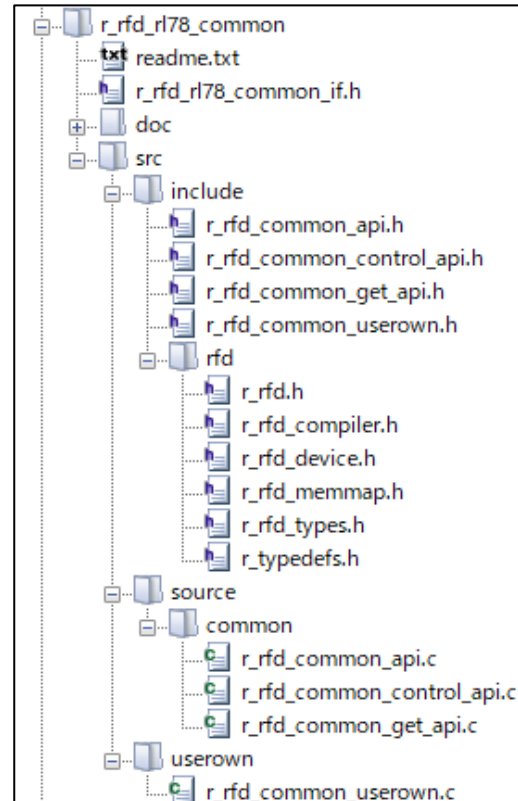 r_rfd_rl78_common
txt readme.txt
h r_rfd_rl78_common_if.h
doc
src
include
h r_rfd_common_api.h
h r_rfd_common_control_api.h
h r_rfd_common_get_api.h
h r_rfd_common_userown.h
rfd
h r_rfd.h
h r_rfd_compiler.h
h r_rfd_device.h
h r_rfd_memmap.h
h r_rfd_types.h
h r_typedefs.h
source
common
c r_rfd_common_api.c
c r_rfd_common_control_api.c
c r_rfd_common_get_api.c
userown
c r_rfd_common_userown.c